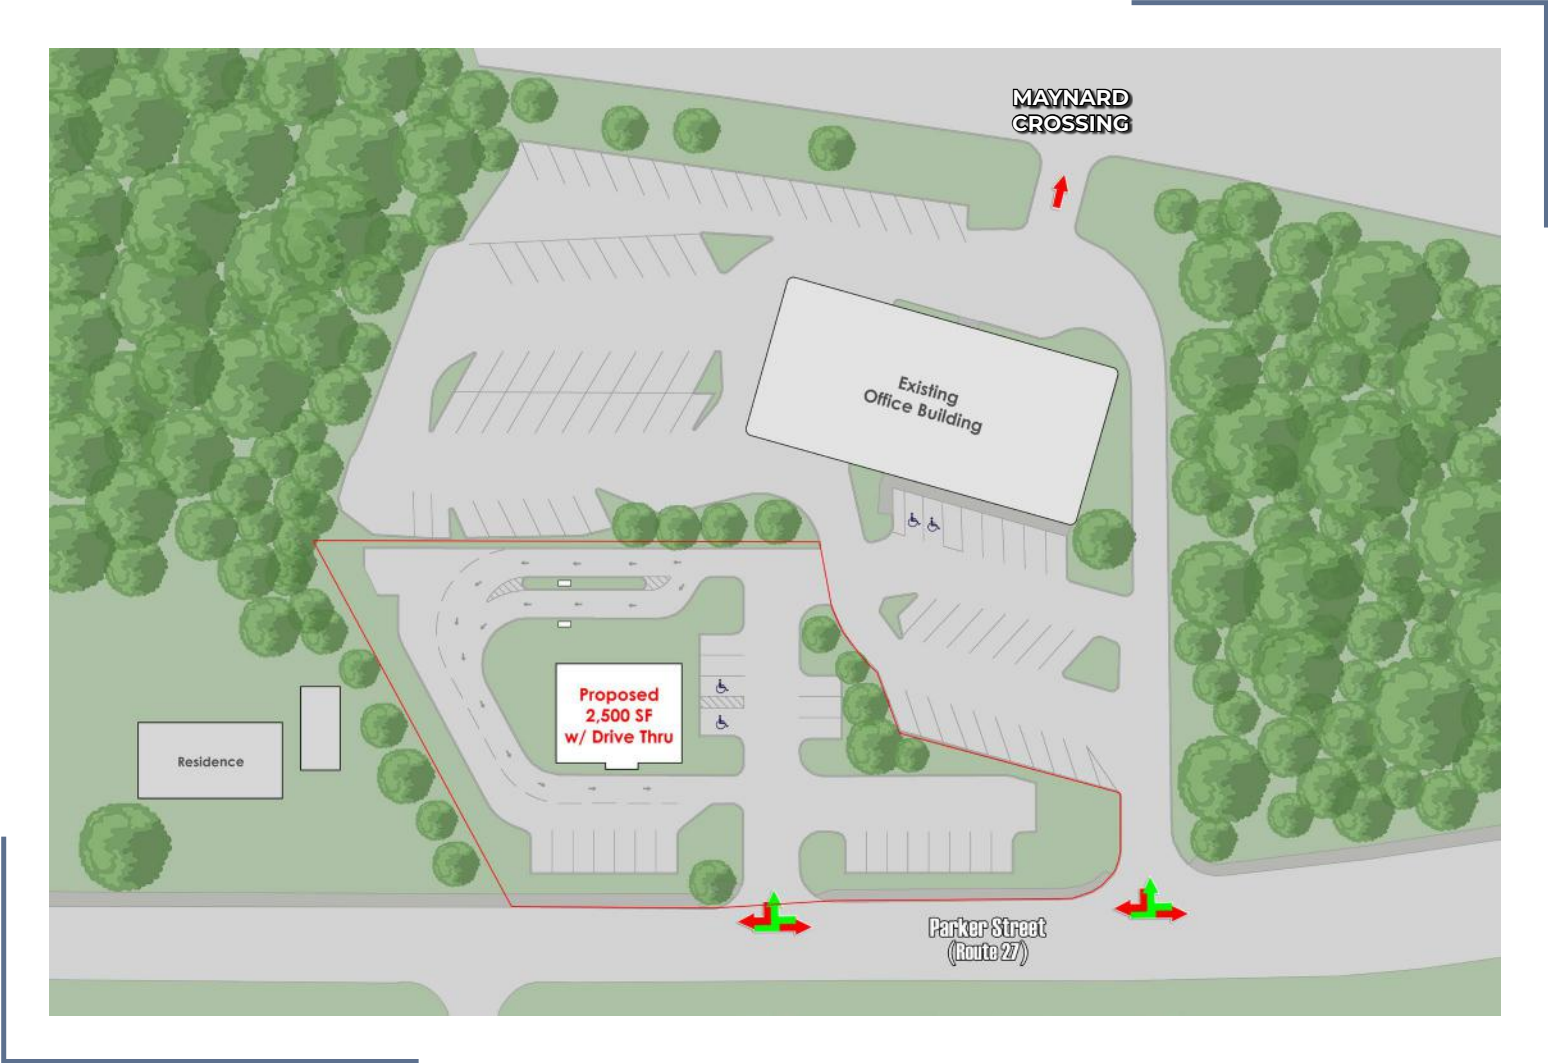 MAYNARD
CROSSING
Existing
Office Building
Proposed
2,500 SF
w/ Drive Thru
Residence
Parker Street
(Route 27)